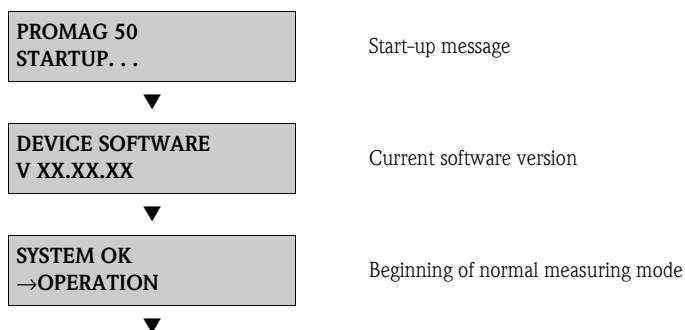 PROMAG 50
STARTUP. . .
Start-up message
▼
DEVICE SOFTWARE
V XX.XX.XX
Current software version
▼
SYSTEM OK
→OPERATION
Beginning of normal measuring mode
▼